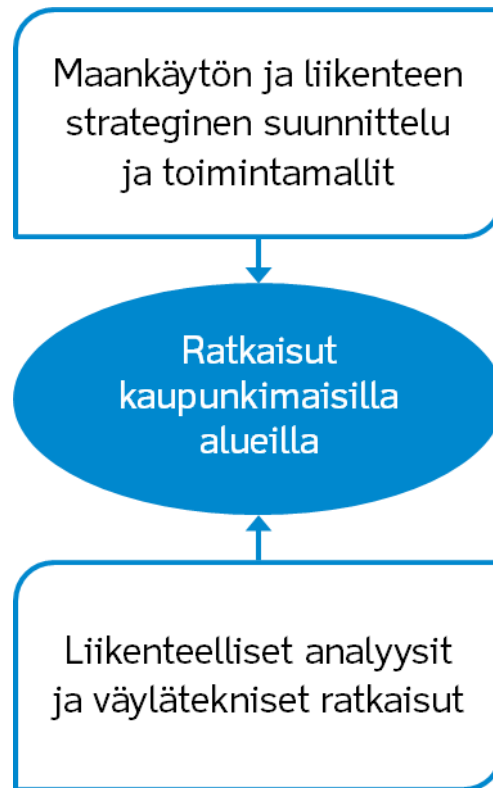 Maankäytön ja liikenteen
strateginen suunnittelu
ja toimintamallit
Ratkaisut
kaupunkimaisilla
alueilla
Liikenteelliset analyysit
ja väylätekniset ratkaisut